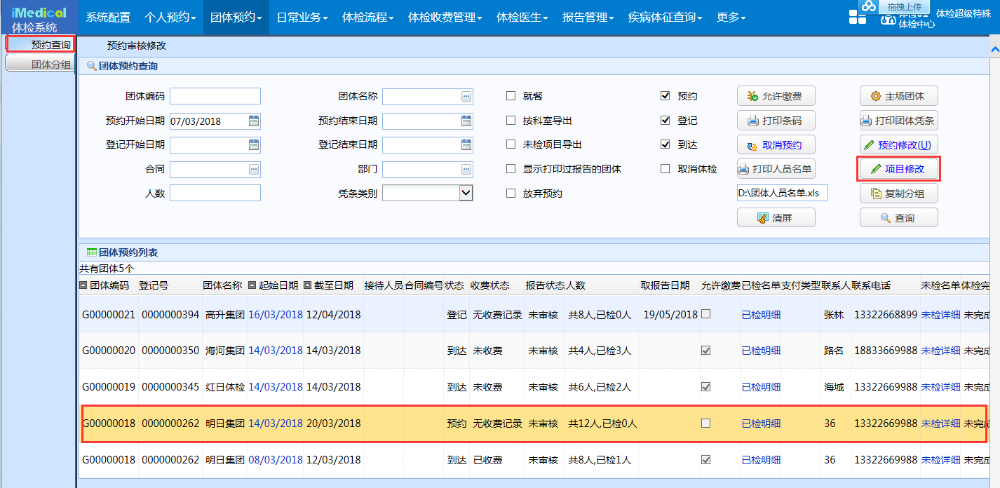 iMedical
体检系统
系统配置 个人预约 团体预约 日常业务 体检流程 体检收费管理 体检医生 报告管理 疾病体征查询 更多
拖拽上传
体检超级特殊
体检中心
预约查询
团体分组
预约审核修改
团体预约查询
团体编码 团体名称 就餐 预约 允许缴费 主场团体
预约开始日期 07/03/2018 预约结束日期 按科室导出 登记 打印条码 打印团体凭条
登记开始日期 登记结束日期 未检项目导出 到达 取消预约 预约修改(U)
合同 部门 显示打印过报告的团体 取消体检 打印人员名单 项目修改
人数 凭条类别 放弃预约 D:\团体人员名单.xls 复制分组
清屏 查询
团体预约列表
共有团体5个
团体编码 登记号 团体名称 起始日期 截至日期 接待人员 合同编号 状态 收费状态 报告状态 人数 取报告日期 允许缴费 已检名单 支付类型 联系人 联系电话 未检名单 体检完
G00000021 0000000394 高升集团 16/03/2018 12/04/2018 登记 无收费记录 未审核 共8人,已检0人 19/05/2018 已检明细 张林 13322668899 未检详细 未完成
G00000020 0000000350 海河集团 14/03/2018 14/03/2018 到达 未收费 未审核 共4人,已检3人 已检明细 路名 18833669988 未检详细 未完成
G00000019 0000000345 红日体检 14/03/2018 14/03/2018 到达 未收费 未审核 共6人,已检2人 已检明细 海城 13322669988 未检详细 未完成
G00000018 0000000262 明日集团 14/03/2018 20/03/2018 预约 无收费记录 未审核 共12人,已检0人 已检明细 36 13322669988 未检详细 未完成
G00000018 0000000262 明日集团 08/03/2018 12/03/2018 到达 已收费 未审核 共8人,已检1人 已检明细 36 13322669988 未检详细 未完成